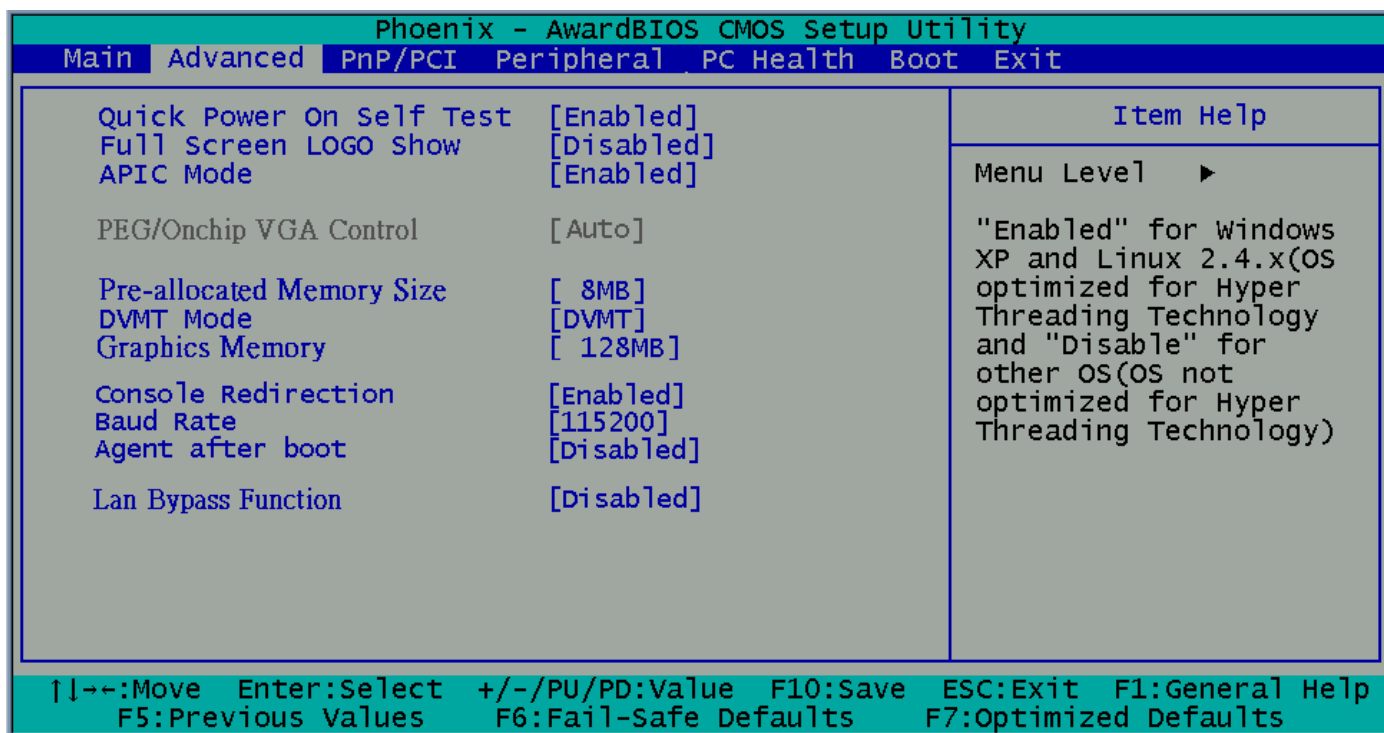 Phoenix - AwardBIOS CMOS Setup Utility
Main Advanced PnP/PCI Peripheral PC Health Boot Exit
Quick Power On Self Test [Enabled]
Full Screen LOGO Show [Disabled]
APIC Mode [Enabled]
PEG/Onchip VGA Control [Auto]
Pre-allocated Memory Size [ 8MB]
DVMT Mode [DVMT]
Graphics Memory [ 128MB]
Console Redirection [Enabled]
Baud Rate [115200]
Agent after boot [Disabled]
Lan Bypass Function [Disabled]
Item Help
Menu Level ▶
"Enabled" for Windows
XP and Linux 2.4.x(OS
optimized for Hyper
Threading Technology
and "Disable" for
other OS(OS not
optimized for Hyper
Threading Technology)
↑↓→←:Move Enter:Select +/-/PU/PD:Value F10:Save ESC:Exit F1:General Help
F5:Previous Values F6:Fail-Safe Defaults F7:Optimized Defaults